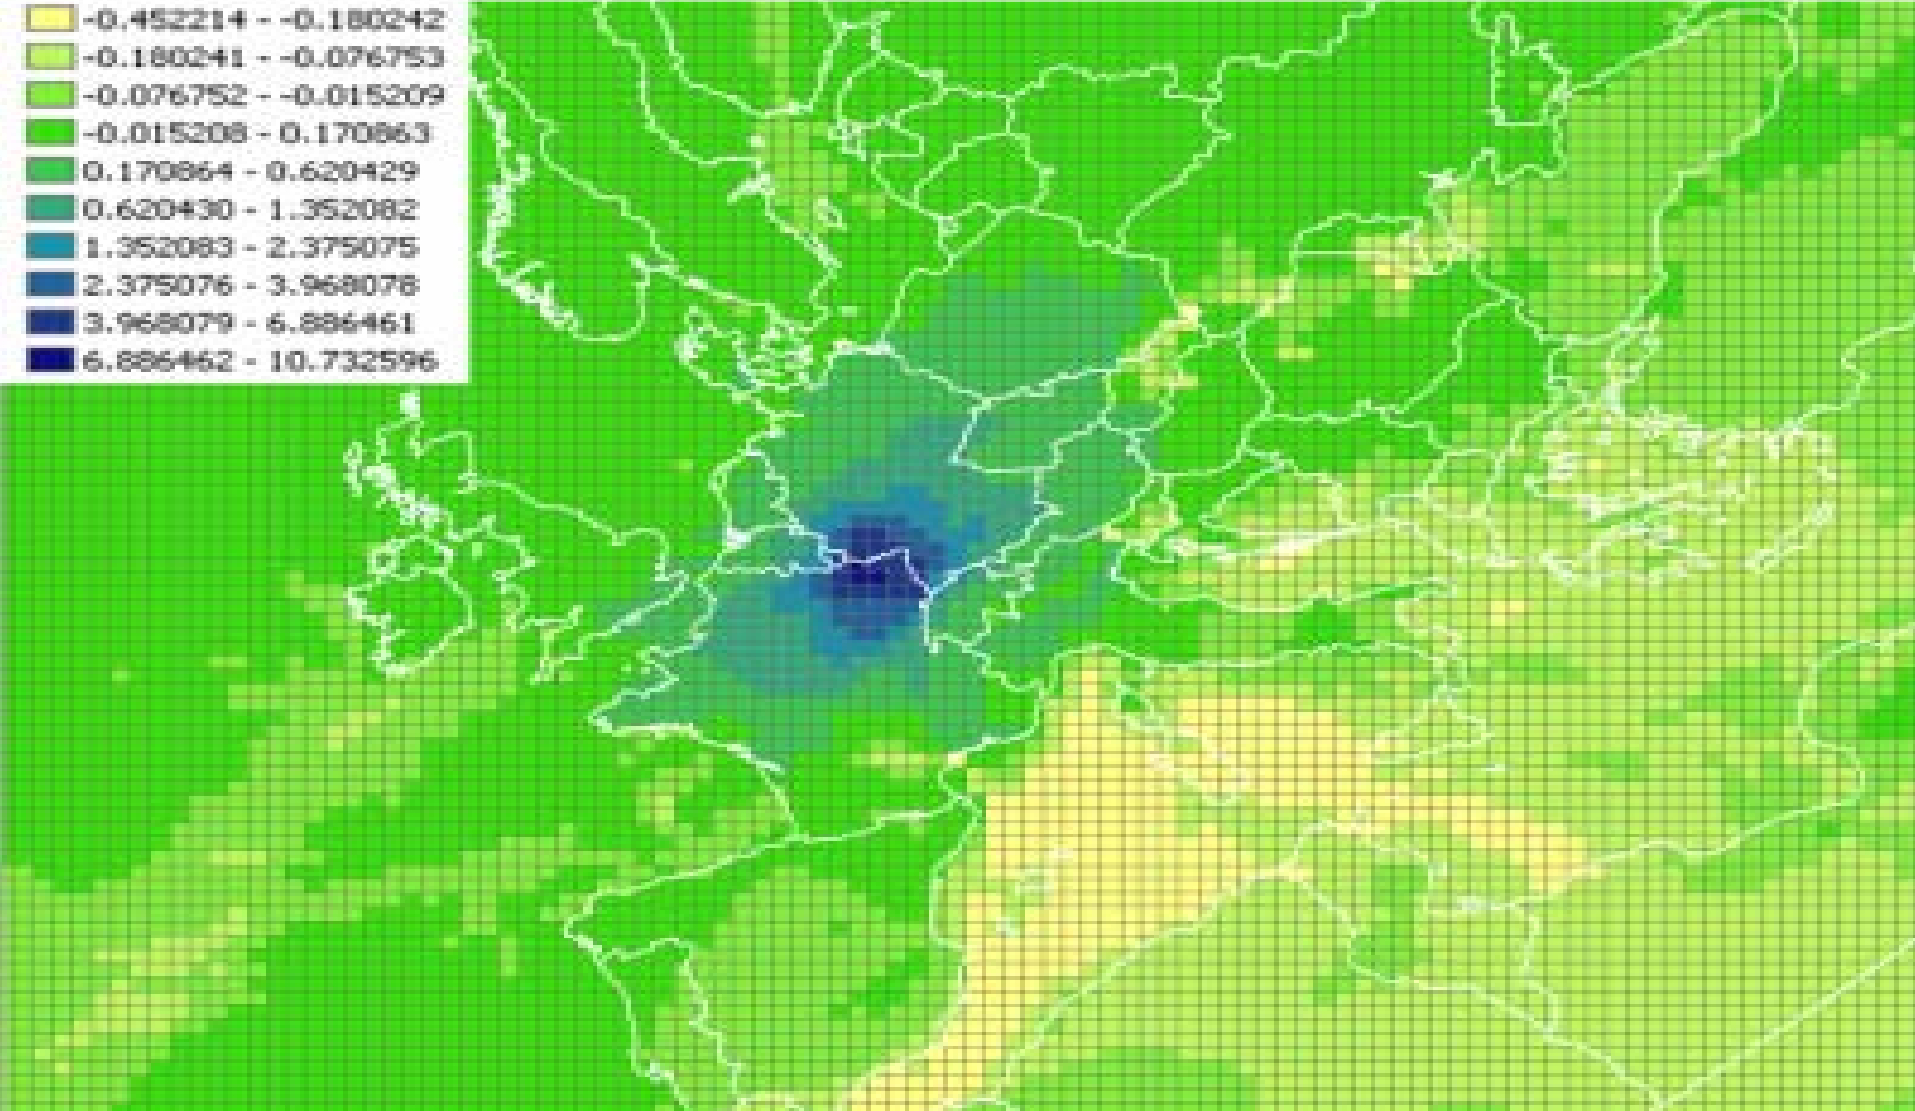 -0.452214 - -0.180242
-0.180241 - -0.076753
-0.076752 - -0.015209
-0.015208 - 0.170863
0.170864 - 0.620429
0.620430 - 1.352082
1.352083 - 2.375075
2.375076 - 3.968078
3.968079 - 6.886461
6.886462 - 10.732596